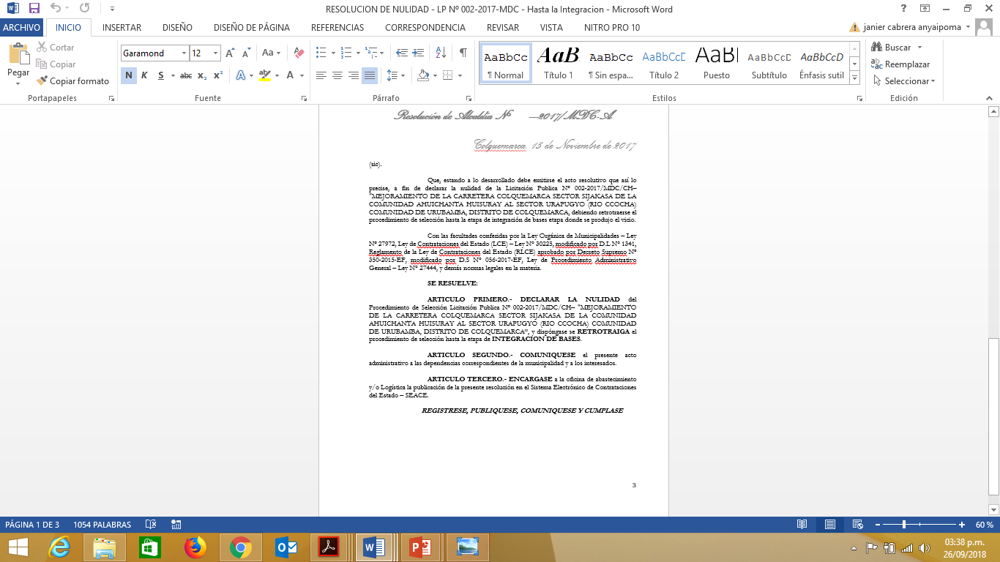 RESOLUCION DE NULIDAD - LP Nº 002-2017-MDC - Hasta la Integracion - Microsoft Word
ARCHIVO INICIO INSERTAR DISEÑO DISEÑO DE PÁGINA REFERENCIAS CORRESPONDENCIA REVISAR VISTA NITRO PRO 10 janier cabrera anyaipoma
Pegar
Cortar
Copiar
Copiar formato
Portapapeles
Garamond 12
N K S abc x₂ x²
Fuente
Párrafo
AaBbCc AaB AaBbCc AaBbCcD AaBb AaBbCcD AaBbCcD
¶ Normal Título 1 ¶ Sin espa... Título 2 Puesto Subtítulo Énfasis sutil
Estilos
Buscar
Reemplazar
Seleccionar
Edición
Resolución de Alcaldía Nº –2017/MDC-A
Colquemarca, 15 de Noviembre de 2017
(sic).
Que, estando a lo desarrollado debe emitirse el acto resolutivo que así lo
precise, a fin de declarar la nulidad de la Licitación Publica Nº 002-2017/MDC/CH–
"MEJORAMIENTO DE LA CARRETERA COLQUEMARCA SECTOR SIJAKASA DE LA
COMUNIDAD AHUICHANTA HUISURAY AL SECTOR URAPUGYO (RIO CCOCHA)
COMUNIDAD DE URUBAMBA, DISTRITO DE COLQUEMARCA, debiendo retrotraerse el
procedimiento de selección hasta la etapa de integración de bases etapa donde se produjo el vicio.
Con las facultades conferidas por la Ley Orgánica de Municipalidades – Ley
Nº 27972, Ley de Contrataciones del Estado (LCE) – Ley N° 30225, modificado por D.L N° 1341,
Reglamento de la Ley de Contrataciones del Estado (RLCE) aprobado por Decreto Supremo N°
350-2015-EF, modificado por D.S N° 056-2017-EF, Ley de Procedimiento Administrativo
General – Ley N° 27444, y demás normas legales en la materia.
SE RESUELVE:
ARTICULO PRIMERO.- DECLARAR LA NULIDAD del
Procedimiento de Selección Licitación Publica Nº 002-2017/MDC/CH– "MEJORAMIENTO
DE LA CARRETERA COLQUEMARCA SECTOR SIJAKASA DE LA COMUNIDAD
AHUICHANTA HUISURAY AL SECTOR URAPUGYO (RIO CCOCHA) COMUNIDAD
DE URUBAMBA, DISTRITO DE COLQUEMARCA", y dispóngase se RETROTRAIGA el
procedimiento de selección hasta la etapa de INTEGRACION DE BASES.
ARTICULO SEGUNDO.- COMUNIQUESE el presente acto
administrativo a las dependencias correspondientes de la municipalidad y a los interesados.
ARTICULO TERCERO.- ENCARGASE a la oficina de abastecimiento
y/o Logística la publicación de la presente resolución en el Sistema Electrónico de Contrataciones
del Estado – SEACE.
REGISTRESE, PUBLIQUESE, COMUNIQUESE Y CUMPLASE
3
PÁGINA 1 DE 3 1054 PALABRAS 60 %
03:38 p.m.
26/09/2018